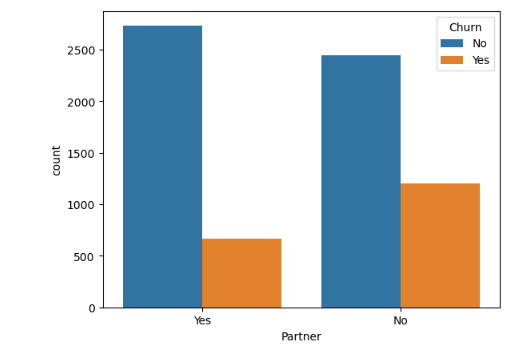 Churn
No
Yes
2500
2000
1500
1000
500
0
count
Yes No
Partner